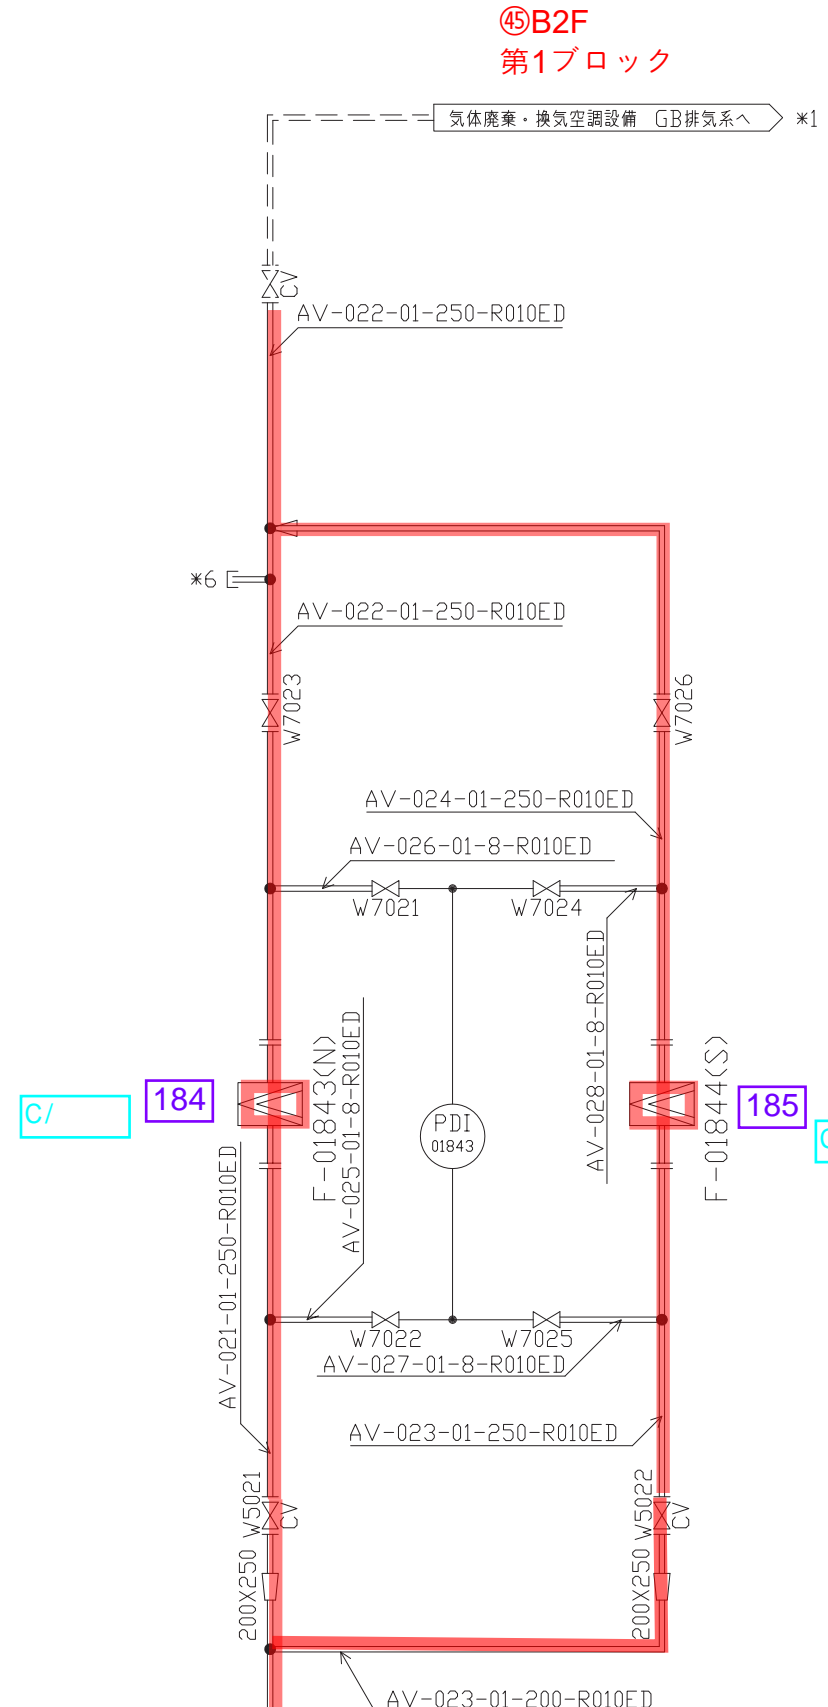 ㊺B2F
第1ブロック
気体廃棄・換気空調設備 GB排気系へ
*1
CV
AV-022-01-250-R010ED
*6
AV-022-01-250-R010ED
W7023
W7026
AV-024-01-250-R010ED
AV-026-01-8-R010ED
W7021
W7024
AV-028-01-8-R010ED
AV-025-01-8-R010ED
F-01843(N)
F-01844(S)
184
185
C/
PDI
01843
AV-021-01-250-R010ED
W7022
W7025
AV-027-01-8-R010ED
AV-023-01-250-R010ED
W5021
CV
W5022
CV
200X250
200X250
AV-023-01-200-R010ED